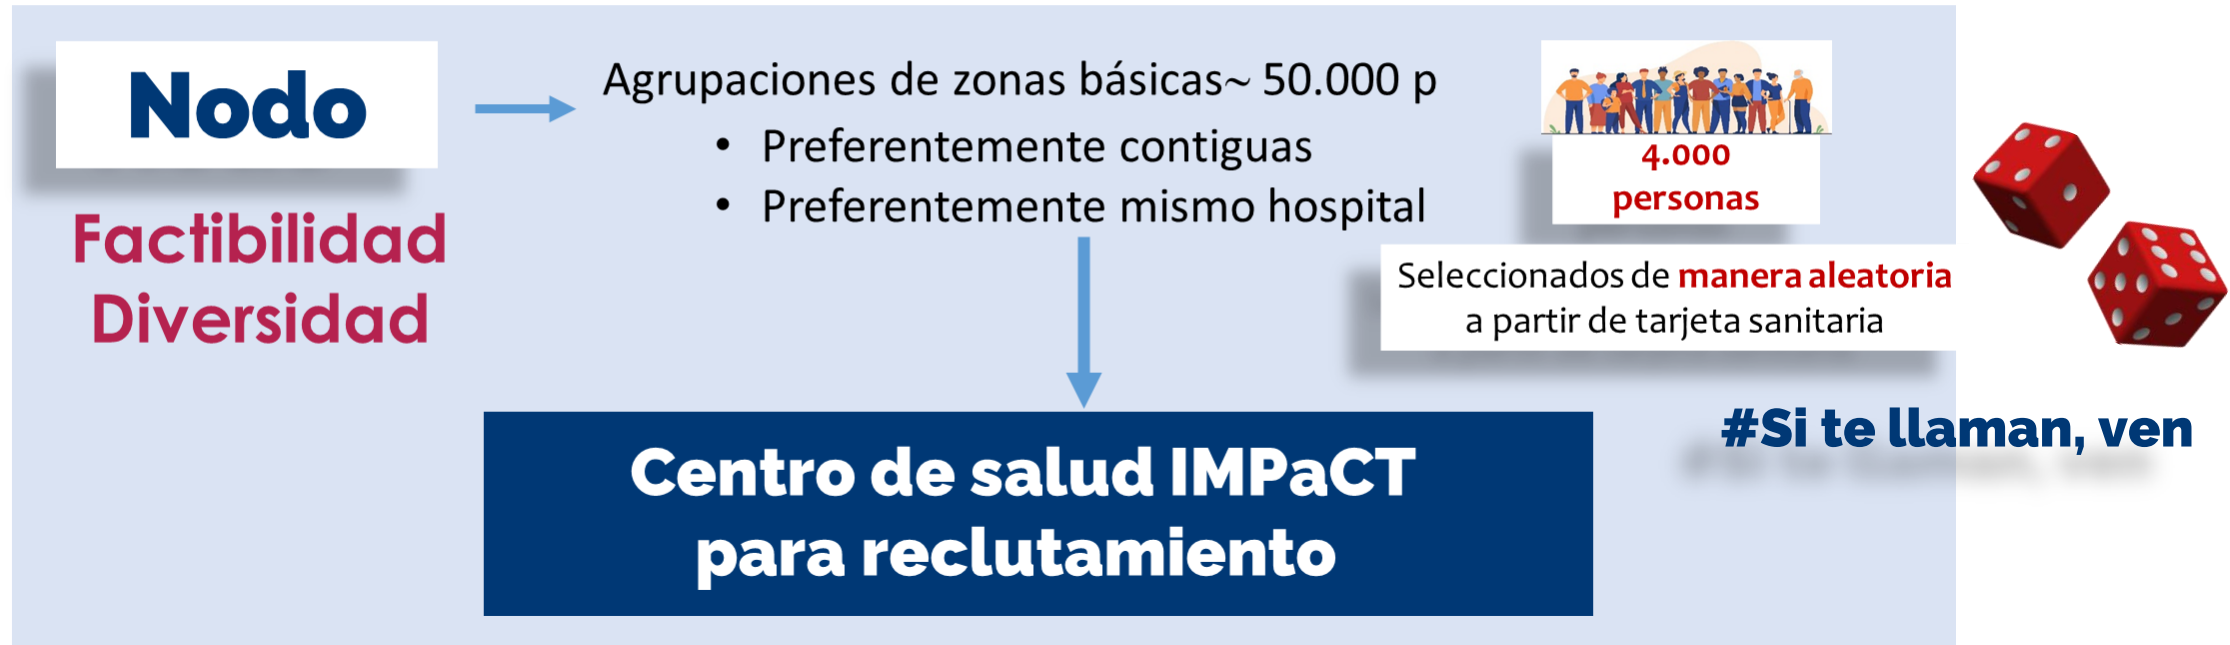 Nodo
Factibilidad
Diversidad
Agrupaciones de zonas básicas~ 50.000 p
• Preferentemente contiguas
• Preferentemente mismo hospital
4.000
personas
Seleccionados de manera aleatoria
a partir de tarjeta sanitaria
#Si te llaman, ven
Centro de salud IMPaCT
para reclutamiento